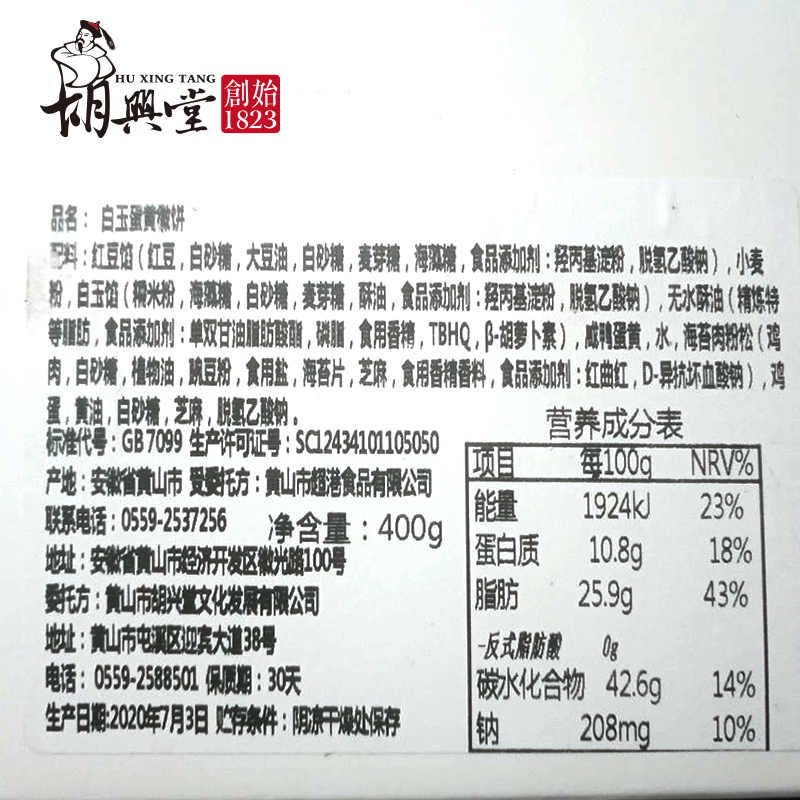 HU XING TANG
胡興堂
創始
1823
品名：白玉蛋黄徽饼
配料：红豆馅（红豆，白砂糖，大豆油，白砂糖，麦芽糖，海藻糖，食品添加剂：羟丙基淀粉，脱氢乙酸钠），小麦
粉，白玉馅（糯米粉，海藻糖，白砂糖，麦芽糖，酥油，食品添加剂：羟丙基淀粉，脱氢乙酸钠），无水酥油（精炼特
等脂肪，食品添加剂：单双甘油脂肪酸酯，磷脂，食用香精，TBHQ，β-胡萝卜素），咸鸭蛋黄，水，海苔肉粉松（鸡
肉，白砂糖，植物油，豌豆粉，食用盐，海苔片，芝麻，食用香精香料，食品添加剂：红曲红，D-异抗坏血酸钠），鸡
蛋，黄油，白砂糖，芝麻，脱氢乙酸钠。
标准代号：GB7099 生产许可证号：SC12434101105050
产地：安徽省黄山市 受委托方：黄山市超港食品有限公司
联系电话：0559-2537256 净含量：400g
地址：安徽省黄山市经济开发区徽光路100号
委托方：黄山市胡兴堂文化发展有限公司
地址：黄山市屯溪区迎宾大道38号
电话：0559-2588501 保质期：30天
生产日期:2020年7月3日 贮存条件：阴凉干燥处保存
营养成分表
项目 每100g NRV%
能量 1924kJ 23%
蛋白质 10.8g 18%
脂肪 25.9g 43%
-反式脂肪酸 0g
碳水化合物 42.6g 14%
钠 208mg 10%